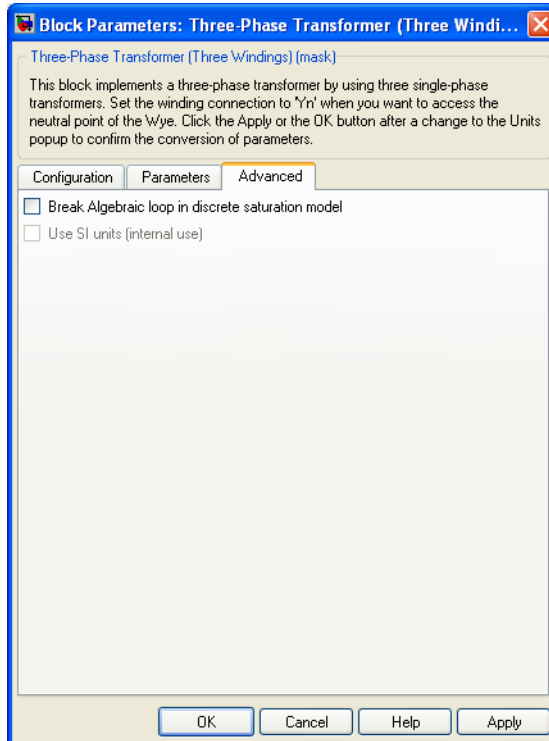 Block Parameters: Three-Phase Transformer (Three Windi...
Three-Phase Transformer (Three Windings) (mask)
This block implements a three-phase transformer by using three single-phase
transformers. Set the winding connection to 'Yn' when you want to access the
neutral point of the Wye. Click the Apply or the OK button after a change to the Units
popup to confirm the conversion of parameters.
Configuration Parameters Advanced
Break Algebraic loop in discrete saturation model
Use SI units (internal use)
OK Cancel Help Apply